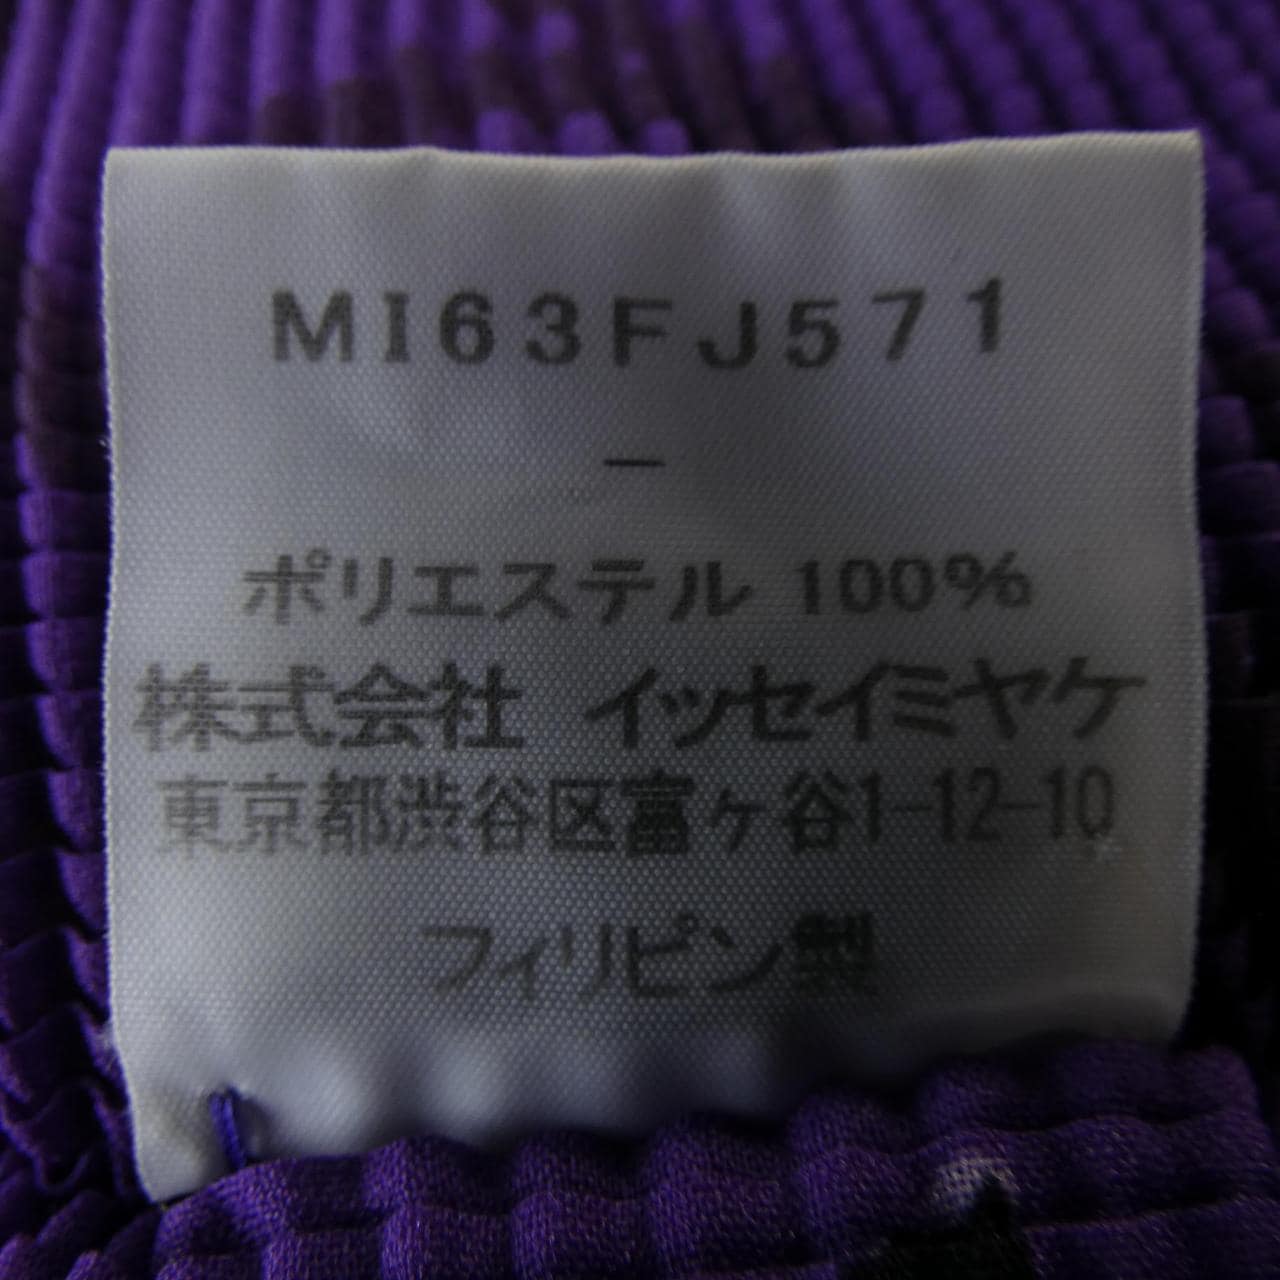 MI63FJ571
—
ポリエステル 100%
株式会社 イッセイミヤケ
東京都渋谷区富ヶ谷1-12-10
フィリピン製